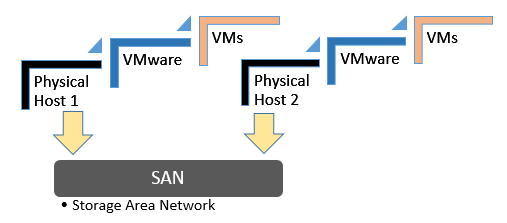 VMs
VMware
Physical
Host 1
VMs
VMware
Physical
Host 2
SAN
• Storage Area Network